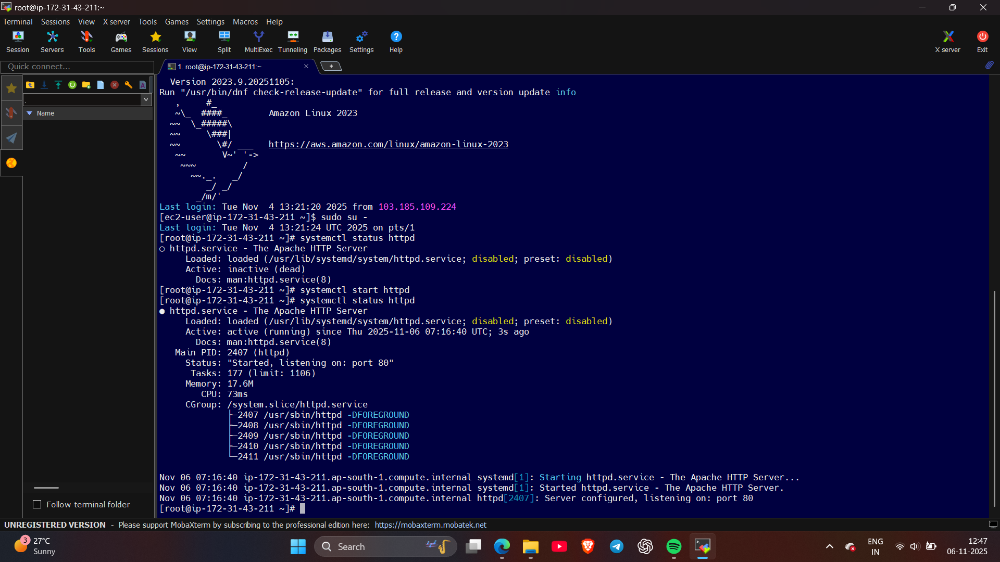 root@ip-172-31-43-211:~
Terminal Sessions View X server Tools Games Settings Macros Help
Session Servers Tools Games Sessions View Split MultiExec Tunneling Packages Settings Help X server Exit
Quick connect...
1. root@ip-172-31-43-211:~
.
Name
Version 2023.9.20251105:
Run "/usr/bin/dnf check-release-update" for full release and version update info
   ,     #_
   ~\_  ####_        Amazon Linux 2023
  ~~  \_#####\
  ~~     \###|
  ~~       \#/ ___   https://aws.amazon.com/linux/amazon-linux-2023
   ~~       V~' '->
    ~~~         /
      ~~._.   _/
         _/ _/
       _/m/'
Last login: Tue Nov  4 13:21:20 2025 from 103.185.109.224
[ec2-user@ip-172-31-43-211 ~]$ sudo su -
Last login: Tue Nov  4 13:21:24 UTC 2025 on pts/1
[root@ip-172-31-43-211 ~]# systemctl status httpd
○ httpd.service - The Apache HTTP Server
     Loaded: loaded (/usr/lib/systemd/system/httpd.service; disabled; preset: disabled)
     Active: inactive (dead)
       Docs: man:httpd.service(8)
[root@ip-172-31-43-211 ~]# systemctl start httpd
[root@ip-172-31-43-211 ~]# systemctl status httpd
● httpd.service - The Apache HTTP Server
     Loaded: loaded (/usr/lib/systemd/system/httpd.service; disabled; preset: disabled)
     Active: active (running) since Thu 2025-11-06 07:16:40 UTC; 3s ago
       Docs: man:httpd.service(8)
   Main PID: 2407 (httpd)
     Status: "Started, listening on: port 80"
      Tasks: 177 (limit: 1106)
     Memory: 17.6M
        CPU: 73ms
     CGroup: /system.slice/httpd.service
             ├─2407 /usr/sbin/httpd -DFOREGROUND
             ├─2408 /usr/sbin/httpd -DFOREGROUND
             ├─2409 /usr/sbin/httpd -DFOREGROUND
             ├─2410 /usr/sbin/httpd -DFOREGROUND
             └─2411 /usr/sbin/httpd -DFOREGROUND
Nov 06 07:16:40 ip-172-31-43-211.ap-south-1.compute.internal systemd[1]: Starting httpd.service - The Apache HTTP Server...
Nov 06 07:16:40 ip-172-31-43-211.ap-south-1.compute.internal systemd[1]: Started httpd.service - The Apache HTTP Server.
Nov 06 07:16:40 ip-172-31-43-211.ap-south-1.compute.internal httpd[2407]: Server configured, listening on: port 80
[root@ip-172-31-43-211 ~]#
Follow terminal folder
UNREGISTERED VERSION - Please support MobaXterm by subscribing to the professional edition here: https://mobaxterm.mobatek.net
3
27°C
Sunny
Search
ENG
IN
12:47
06-11-2025